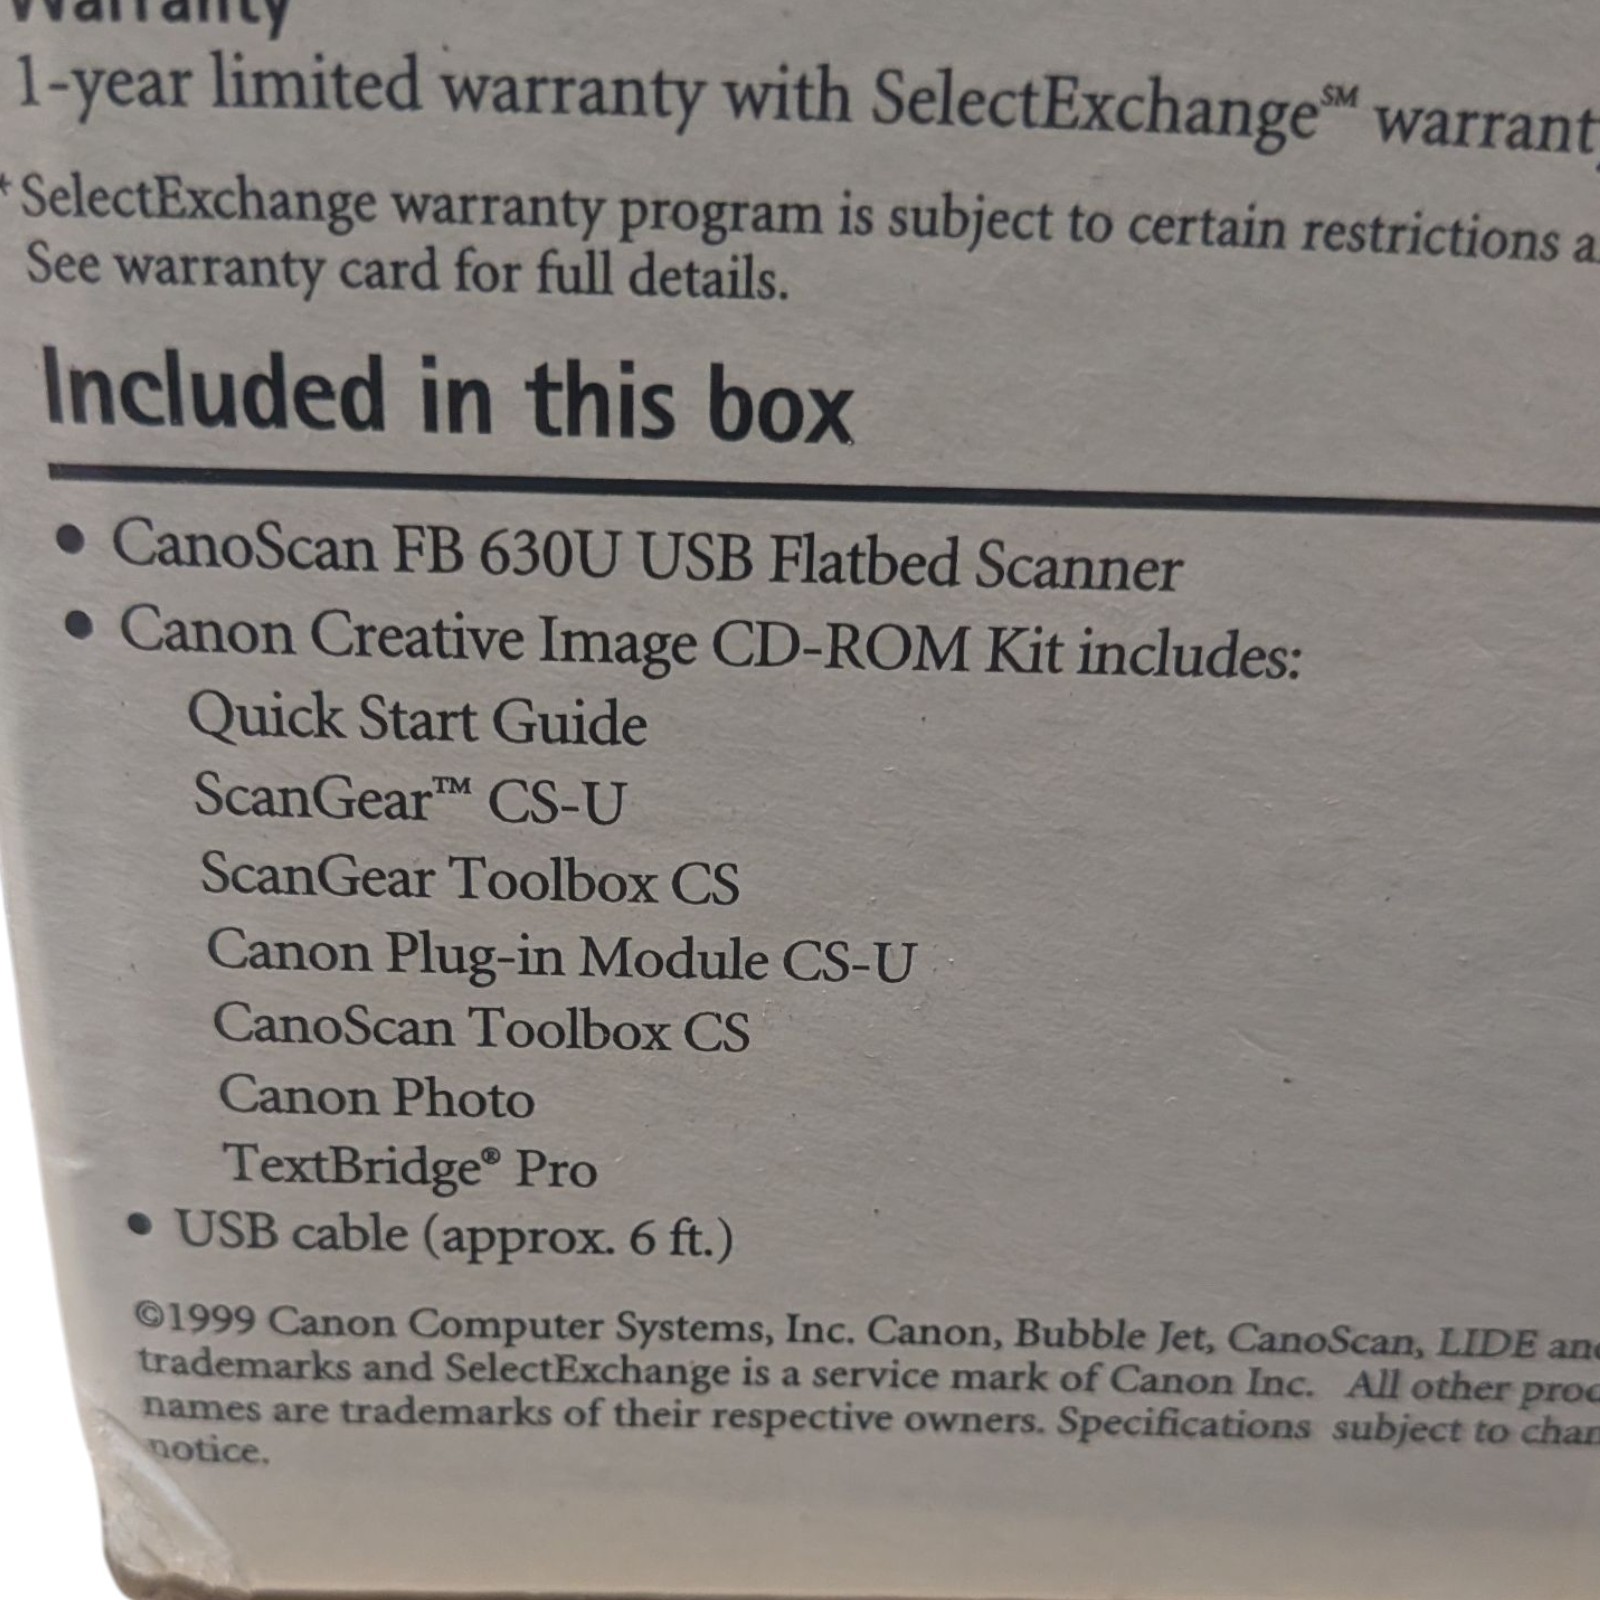 Warranty
1-year limited warranty with SelectExchange℠ warranty
* SelectExchange warranty program is subject to certain restrictions
See warranty card for full details.
Included in this box
• CanoScan FB 630U USB Flatbed Scanner
• Canon Creative Image CD-ROM Kit includes:
Quick Start Guide
ScanGear™ CS-U
ScanGear Toolbox CS
Canon Plug-in Module CS-U
CanoScan Toolbox CS
Canon Photo
TextBridge® Pro
• USB cable (approx. 6 ft.)
©1999 Canon Computer Systems, Inc. Canon, Bubble Jet, CanoScan, LIDE and
trademarks and SelectExchange is a service mark of Canon Inc. All other
names are trademarks of their respective owners. Specifications subject to
notice.